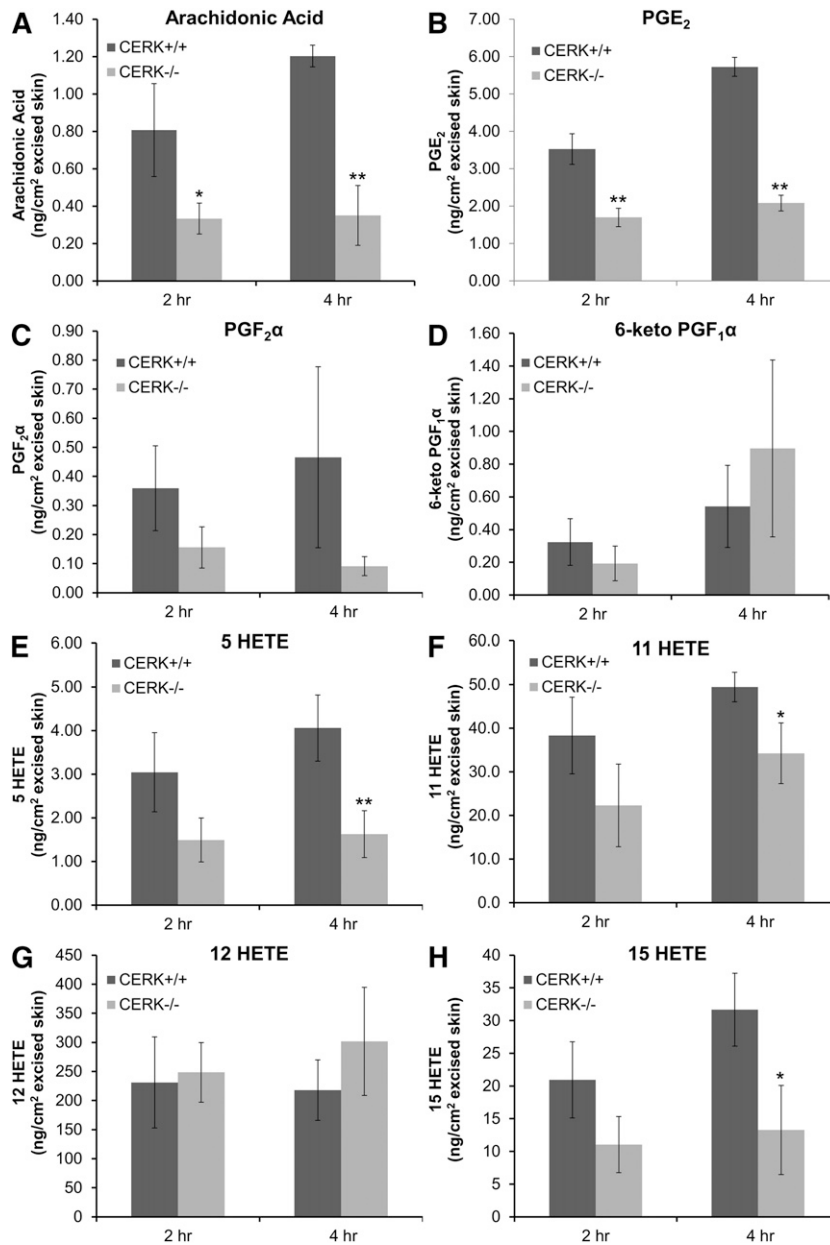 A
Arachidonic Acid
CERK+/+
CERK-/-
Arachidonic Acid
(ng/cm² excised skin)
1.20
1.00
0.80
0.60
0.40
0.20
0.00
*
**
2 hr
4 hr
B
PGE₂
CERK+/+
CERK-/-
PGE₂
(ng/cm² excised skin)
7.00
6.00
5.00
4.00
3.00
2.00
1.00
0.00
**
**
2 hr
4 hr
C
PGF₂α
CERK+/+
CERK-/-
PGF₂α
(ng/cm² excised skin)
0.90
0.80
0.70
0.60
0.50
0.40
0.30
0.20
0.10
0.00
2 hr
4 hr
D
6-keto PGF₁α
CERK+/+
CERK-/-
6-keto PGF₁α
(ng/cm² excised skin)
1.60
1.40
1.20
1.00
0.80
0.60
0.40
0.20
0.00
2 hr
4 hr
E
5 HETE
CERK+/+
CERK-/-
5 HETE
(ng/cm² excised skin)
6.00
5.00
4.00
3.00
2.00
1.00
0.00
**
2 hr
4 hr
F
11 HETE
CERK+/+
CERK-/-
11 HETE
(ng/cm² excised skin)
60.0
50.0
40.0
30.0
20.0
10.0
0.0
*
2 hr
4 hr
G
12 HETE
CERK+/+
CERK-/-
12 HETE
(ng/cm² excised skin)
450
400
350
300
250
200
150
100
50
0
2 hr
4 hr
H
15 HETE
CERK+/+
CERK-/-
15 HETE
(ng/cm² excised skin)
40
35
30
25
20
15
10
5
0
*
2 hr
4 hr